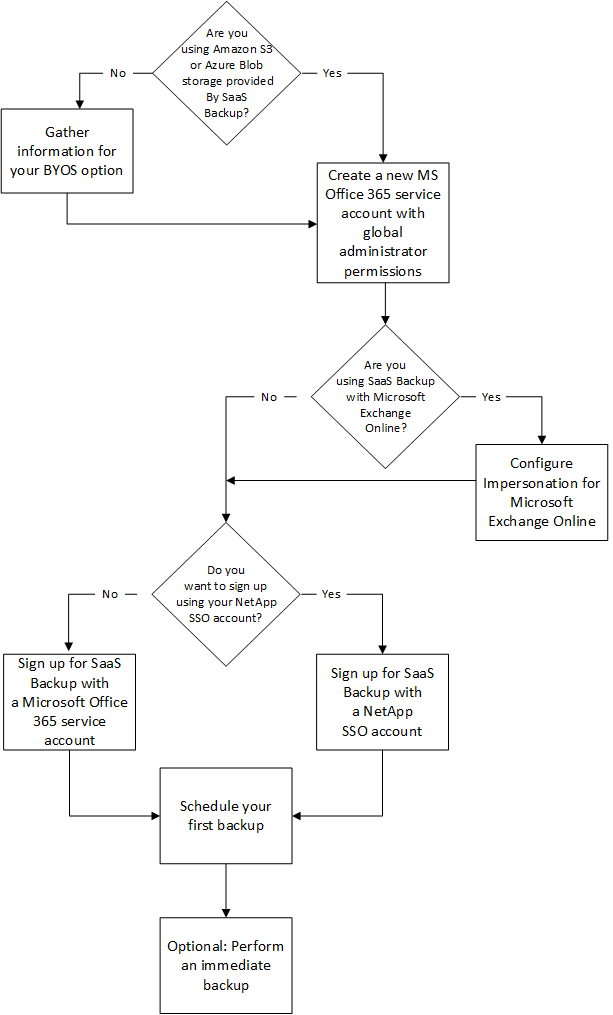 Are you
using Amazon S3
or Azure Blob
storage provided
By SaaS
Backup?
No
Yes
Gather
information for
your BYOS option
Create a new MS
Office 365 service
account with
global
administrator
permissions
Are you
using SaaS Backup
with Microsoft
Exchange
Online?
No
Yes
Configure
Impersonation for
Microsoft
Exchange Online
Do you
want to sign up
using your NetApp
SSO account?
No
Yes
Sign up for SaaS
Backup with
a Microsoft Office
365 service
account
Sign up for SaaS
Backup with
a NetApp
SSO account
Schedule your
first backup
Optional: Perform
an immediate
backup